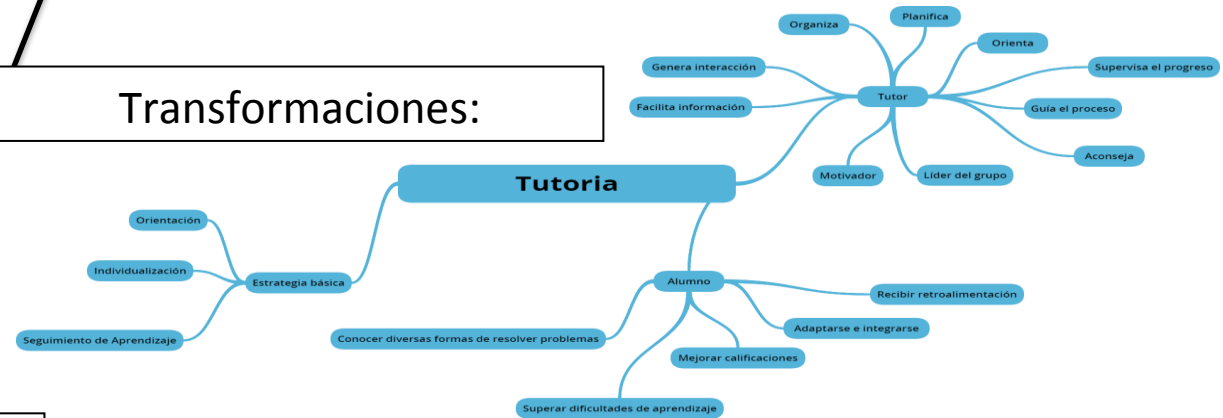 Transformaciones:
Tutoria
Tutor
Organiza
Planifica
Orienta
Genera interacción
Supervisa el progreso
Facilita información
Guía el proceso
Aconseja
Motivador
Líder del grupo
Estrategia básica
Orientación
Individualización
Seguimiento de Aprendizaje
Alumno
Recibir retroalimentación
Adaptarse e integrarse
Conocer diversas formas de resolver problemas
Mejorar calificaciones
Superar dificultades de aprendizaje